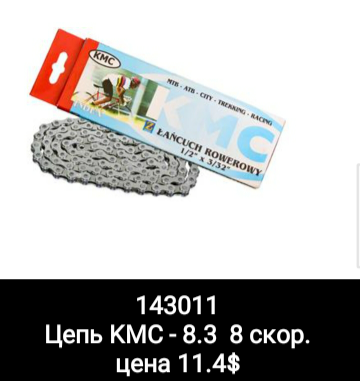 KMC
MTB - ATB - CITY - TREKKING - RACING
KMC
ŁAŃCUCH ROWEROWY
1/2" x 3/32"
143011
Цепь KMC - 8.3 8 скор.
цена 11.4$